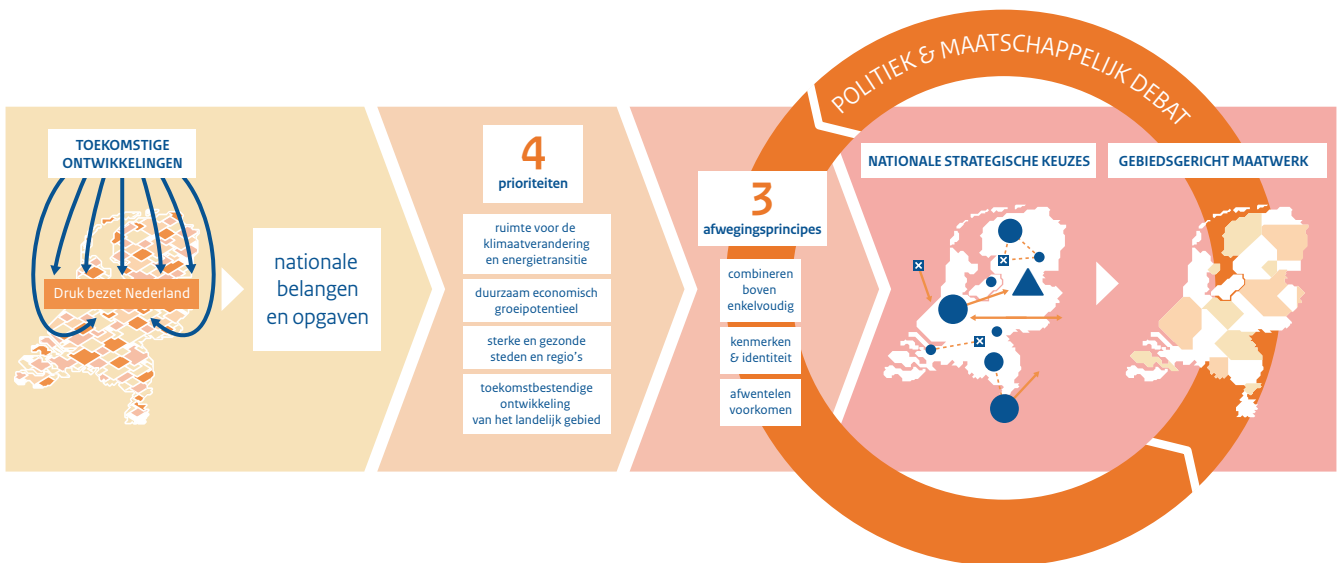 POLITIEK & MAATSCHAPPELIJK DEBAT
TOEKOMSTIGE
ONTWIKKELINGEN
Druk bezet Nederland
nationale
belangen
en opgaven
4
prioriteiten
ruimte voor de
klimaatverandering
en energietransitie
duurzaam economisch
groeipotentieel
sterke en gezonde
steden en regio's
toekomstbestendige
ontwikkeling
van het landelijk gebied
3
afwegingsprincipes
combineren
boven
enkelvoudig
kenmerken
& identiteit
afwentelen
voorkomen
NATIONALE STRATEGISCHE KEUZES
GEBIEDSGERICHT MAATWERK